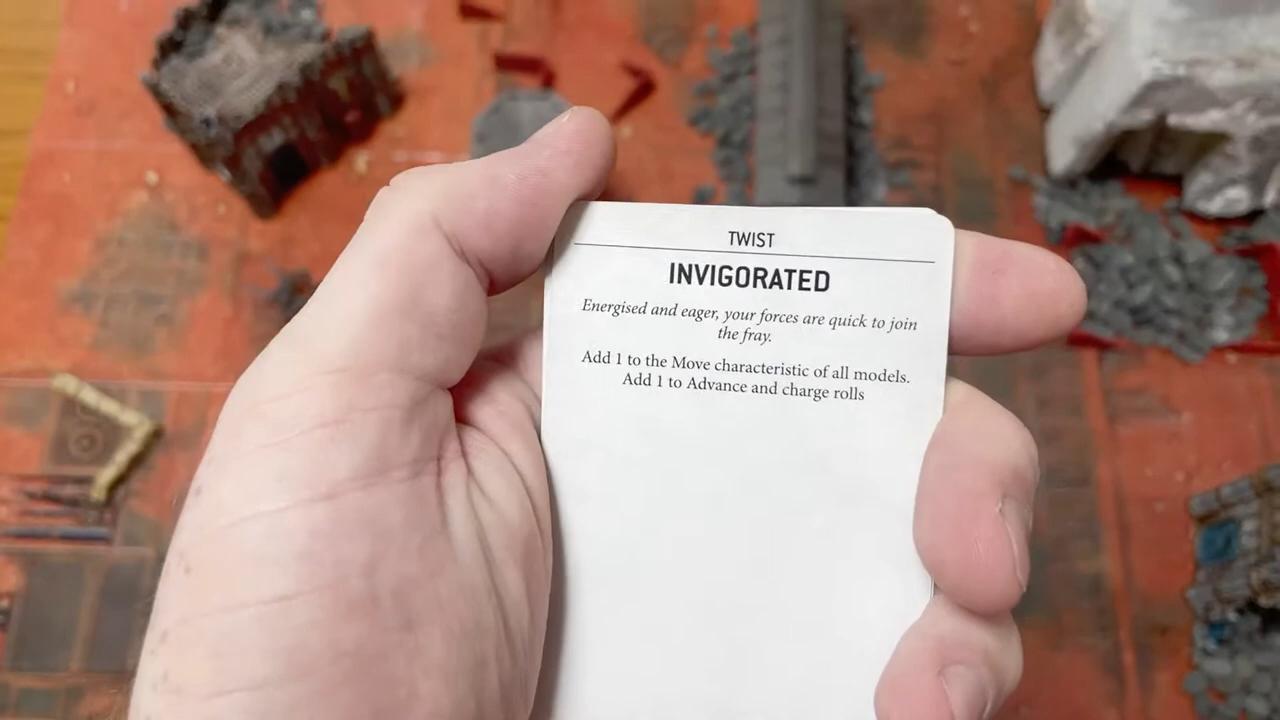 TWIST
INVIGORATED
Energised and eager, your forces are quick to join
the fray.
Add 1 to the Move characteristic of all models.
Add 1 to Advance and charge rolls